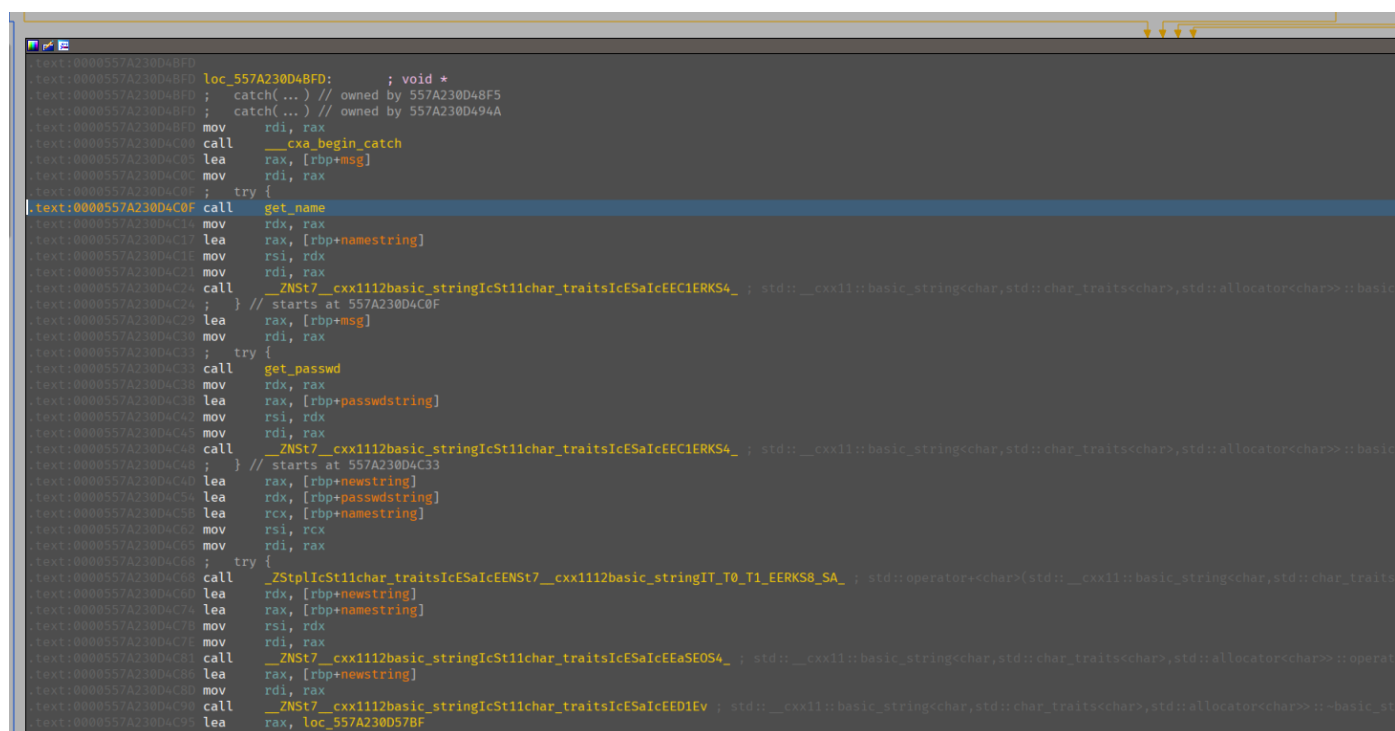 .text:0000557A230D4BFD
.text:0000557A230D4BFD loc_557A230D4BFD: ; void *
.text:0000557A230D4BFD ; catch(...) // owned by 557A230D48F5
.text:0000557A230D4BFD ; catch(...) // owned by 557A230D494A
.text:0000557A230D4BFD mov rdi, rax
.text:0000557A230D4C00 call ___cxa_begin_catch
.text:0000557A230D4C05 lea rax, [rbp+msg]
.text:0000557A230D4C0C mov rdi, rax
.text:0000557A230D4C0F ; try {
.text:0000557A230D4C0F call get_name
.text:0000557A230D4C14 mov rdx, rax
.text:0000557A230D4C17 lea rax, [rbp+namestring]
.text:0000557A230D4C1E mov rsi, rdx
.text:0000557A230D4C21 mov rdi, rax
.text:0000557A230D4C24 call __ZNSt7__cxx1112basic_stringIcSt11char_traitsIcESaIcEEC1ERKS4_ ; std::__cxx11::basic_string<char,std::char_traits<char>,std::allocator<char>>::basic
.text:0000557A230D4C24 ; } // starts at 557A230D4C0F
.text:0000557A230D4C29 lea rax, [rbp+msg]
.text:0000557A230D4C30 mov rdi, rax
.text:0000557A230D4C33 ; try {
.text:0000557A230D4C33 call get_passwd
.text:0000557A230D4C38 mov rdx, rax
.text:0000557A230D4C3B lea rax, [rbp+passwdstring]
.text:0000557A230D4C42 mov rsi, rdx
.text:0000557A230D4C45 mov rdi, rax
.text:0000557A230D4C48 call __ZNSt7__cxx1112basic_stringIcSt11char_traitsIcESaIcEEC1ERKS4_ ; std::__cxx11::basic_string<char,std::char_traits<char>,std::allocator<char>>::basic
.text:0000557A230D4C48 ; } // starts at 557A230D4C33
.text:0000557A230D4C4D lea rax, [rbp+newstring]
.text:0000557A230D4C54 lea rdx, [rbp+passwdstring]
.text:0000557A230D4C5B lea rcx, [rbp+namestring]
.text:0000557A230D4C62 mov rsi, rcx
.text:0000557A230D4C65 mov rdi, rax
.text:0000557A230D4C68 ; try {
.text:0000557A230D4C68 call _ZStplIcSt11char_traitsIcESaIcEENSt7__cxx1112basic_stringIT_T0_T1_EERKS8_SA_ ; std::operator+<char>(std::__cxx11::basic_string<char,std::char_traits
.text:0000557A230D4C6D lea rdx, [rbp+newstring]
.text:0000557A230D4C74 lea rax, [rbp+namestring]
.text:0000557A230D4C7B mov rsi, rdx
.text:0000557A230D4C7E mov rdi, rax
.text:0000557A230D4C81 call __ZNSt7__cxx1112basic_stringIcSt11char_traitsIcESaIcEEaSEOS4_ ; std::__cxx11::basic_string<char,std::char_traits<char>,std::allocator<char>>::operat
.text:0000557A230D4C86 lea rax, [rbp+newstring]
.text:0000557A230D4C8D mov rdi, rax
.text:0000557A230D4C90 call __ZNSt7__cxx1112basic_stringIcSt11char_traitsIcESaIcEED1Ev ; std::__cxx11::basic_string<char,std::char_traits<char>,std::allocator<char>>::~basic_st
.text:0000557A230D4C95 lea rax, loc_557A230D57BF